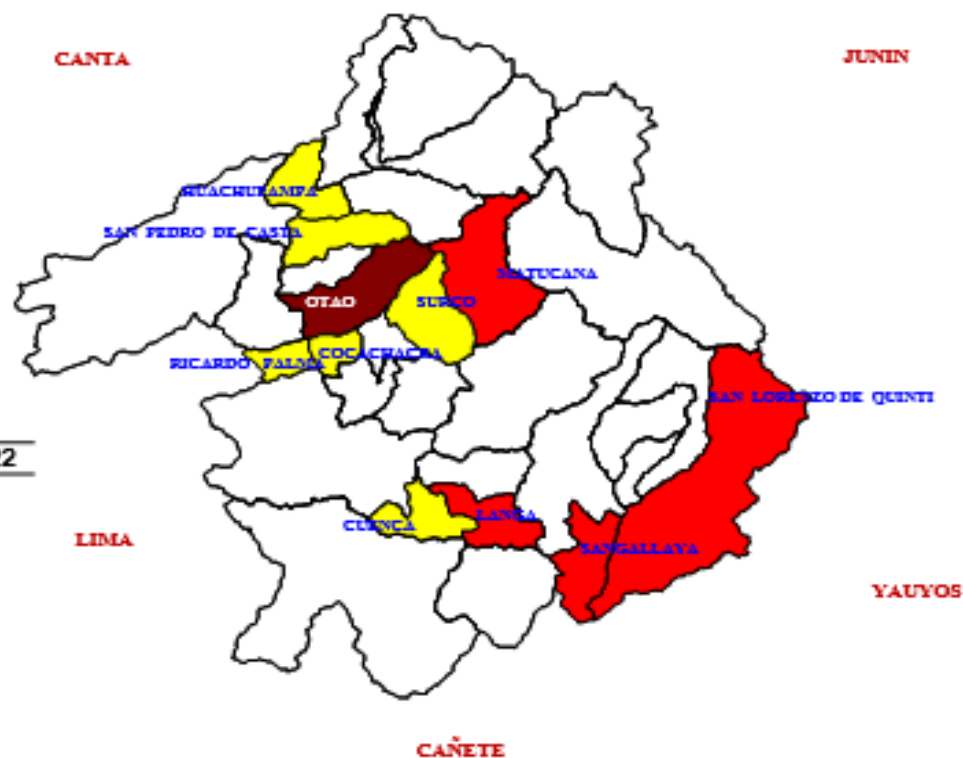 CANTA
JUNIN
HUACHUPAMPA
SAN PEDRO DE CASTA
MATUCANA
OTAO
SURCO
COCACHACRA
RICARDO PALMA
SAN LORENZO DE QUINTI
2
LANGA
CUENCA
LIMA
SANGALLAYA
YAUYOS
CAÑETE